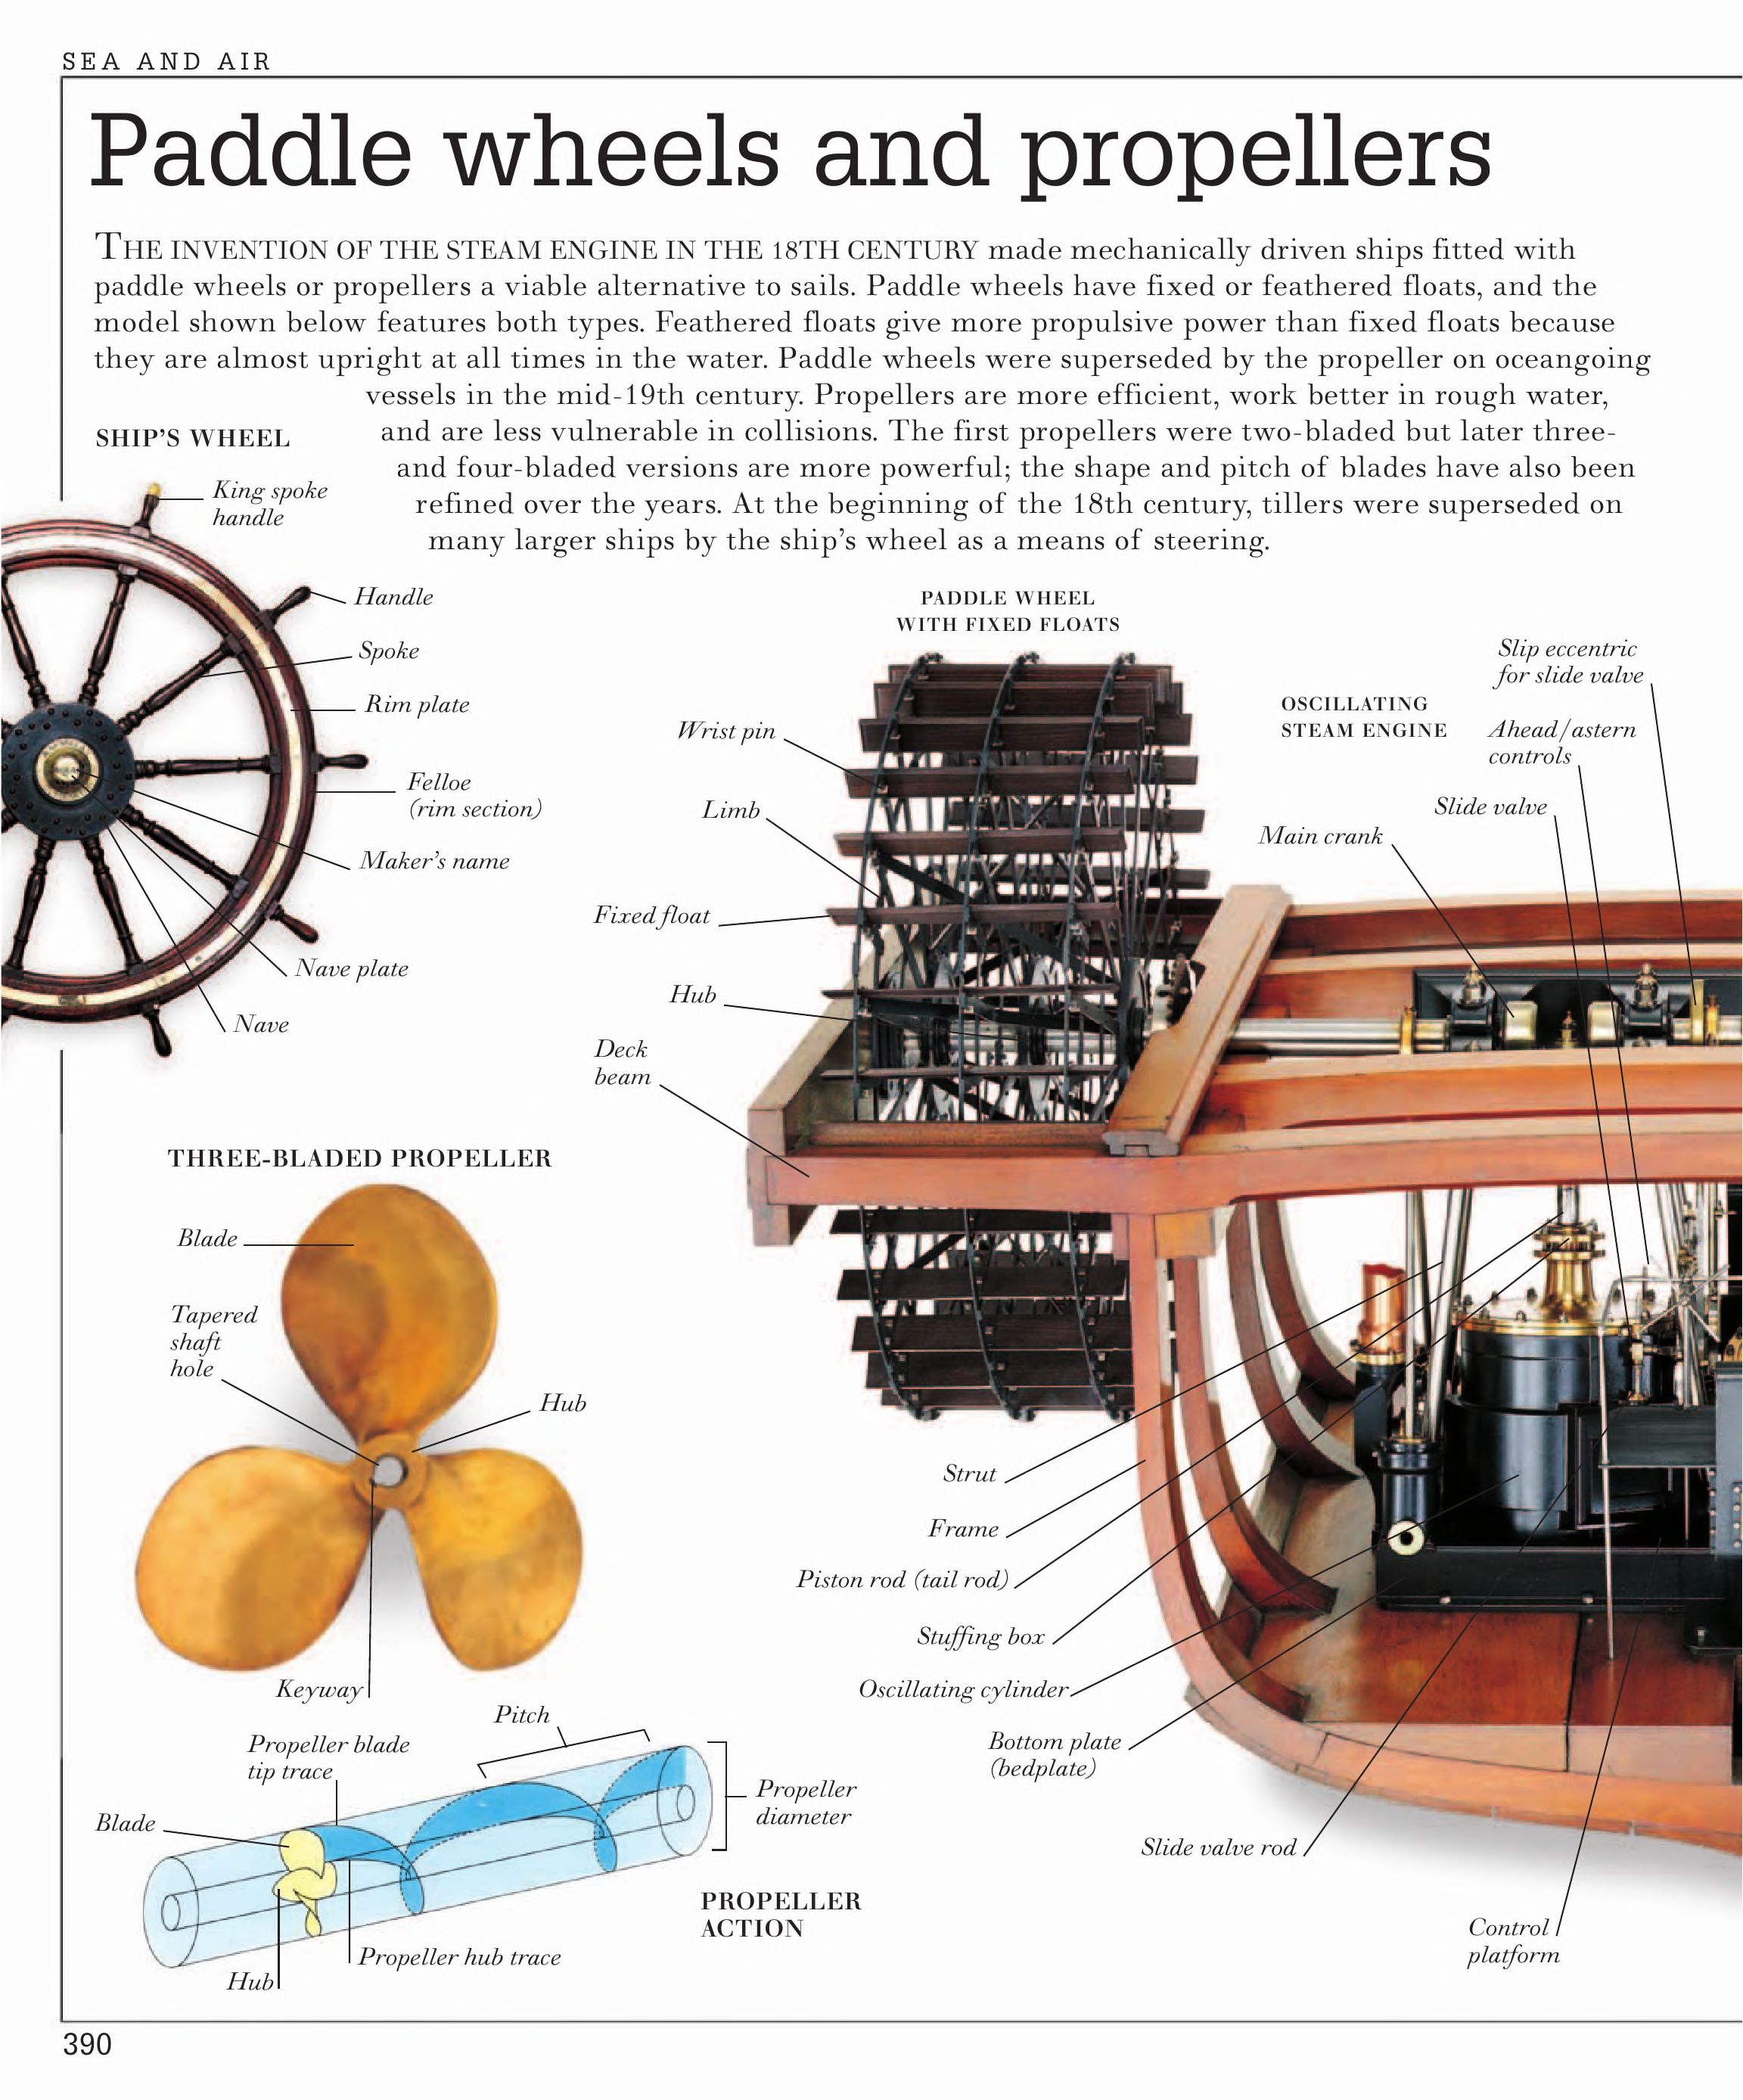 SEA AND AIR
Paddle wheels and propellers
THE INVENTION OF THE STEAM ENGINE IN THE 18TH CENTURY made mechanically driven ships fitted with
paddle wheels or propellers a viable alternative to sails. Paddle wheels have fixed or feathered floats, and the
model shown below features both types. Feathered floats give more propulsive power than fixed floats because
they are almost upright at all times in the water. Paddle wheels were superseded by the propeller on oceangoing
vessels in the mid-19th century. Propellers are more efficient, work better in rough water,
and are less vulnerable in collisions. The first propellers were two-bladed but later three-
and four-bladed versions are more powerful; the shape and pitch of blades have also been
refined over the years. At the beginning of the 18th century, tillers were superseded on
many larger ships by the ship's wheel as a means of steering.
SHIP'S WHEEL
King spoke
handle
Handle
Spoke
Rim plate
Felloe
(rim section)
Maker's name
Nave plate
Nave
PADDLE WHEEL
WITH FIXED FLOATS
Wrist pin
Limb
Fixed float
Hub
Deck
beam
OSCILLATING
STEAM ENGINE
Slip eccentric
for slide valve
Ahead/astern
controls
Slide valve
Main crank
THREE-BLADED PROPELLER
Blade
Tapered
shaft
hole
Hub
Keyway
Strut
Frame
Piston rod (tail rod)
Stuffing box
Oscillating cylinder
Bottom plate
(bedplate)
Slide valve rod
Control
platform
Pitch
Propeller blade
tip trace
Blade
Propeller
diameter
PROPELLER
ACTION
Propeller hub trace
Hub
390